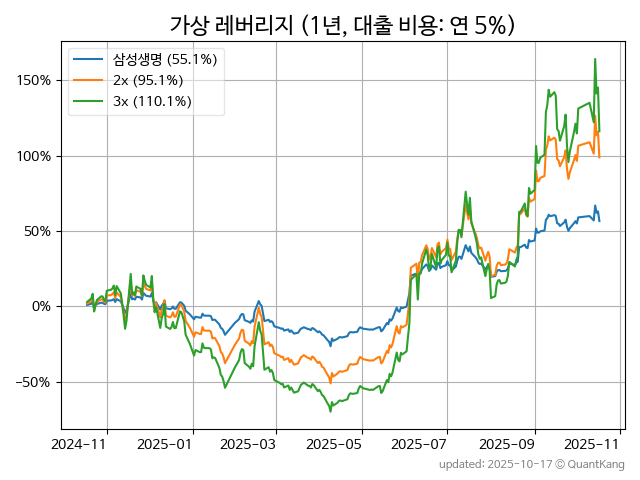 가상 레버리지 (1년, 대출 비용: 연 5%)
삼성생명 (55.1%)
2x (95.1%)
3x (110.1%)
150%
100%
50%
0%
−50%
2024-11
2025-01
2025-03
2025-05
2025-07
2025-09
2025-11
updated: 2025-10-17 © QuantKang